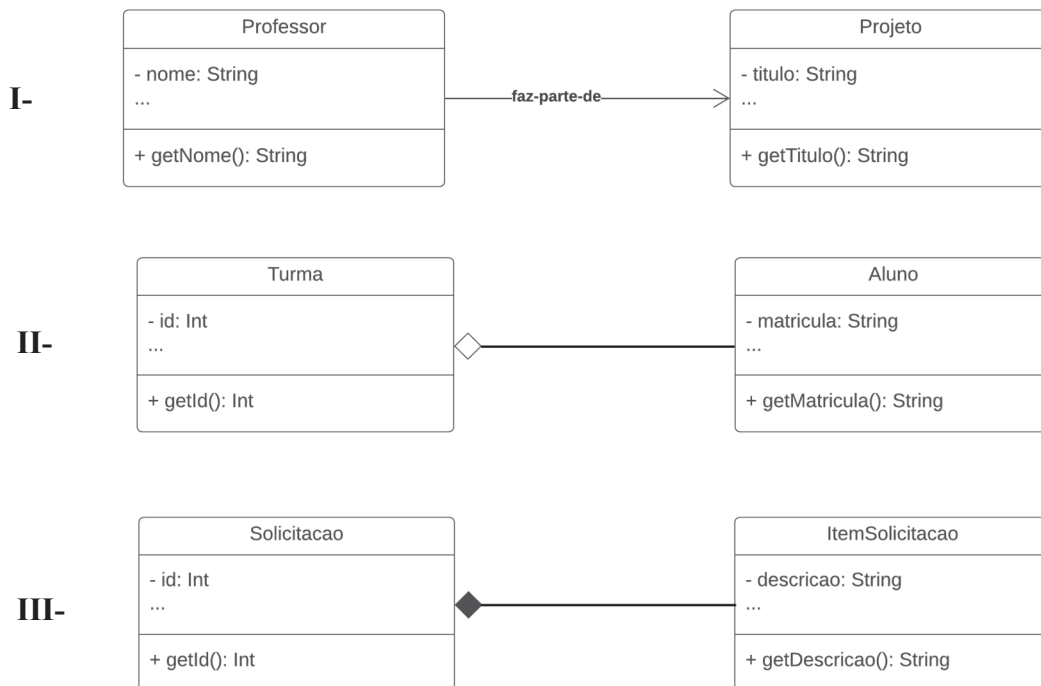 Professor
- nome: String
...
+ getNome(): String
I-
faz-parte-de
Projeto
- titulo: String
...
+ getTitulo(): String
Turma
- id: Int
...
+ getId(): Int
II-
Aluno
- matricula: String
...
+ getMatricula(): String
Solicitacao
- id: Int
...
+ getId(): Int
III-
ItemSolicitacao
- descricao: String
...
+ getDescricao(): String